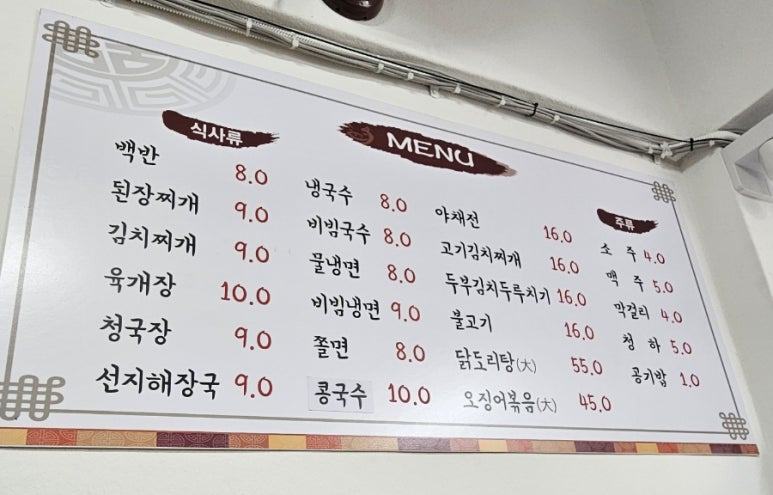 MENU
식사류
백반 8.0
된장찌개 9.0
김치찌개 9.0
육개장 10.0
청국장 9.0
선지해장국 9.0
냉국수 8.0
비빔국수 8.0
물냉면 8.0
비빔냉면 9.0
쫄면 8.0
콩국수 10.0
야채전 16.0
고기김치찌개 16.0
두부김치두루치기 16.0
불고기 16.0
닭도리탕(大) 55.0
오징어볶음(大) 45.0
주류
소 주 4.0
맥 주 5.0
막걸리 4.0
청 하 5.0
공기밥 1.0